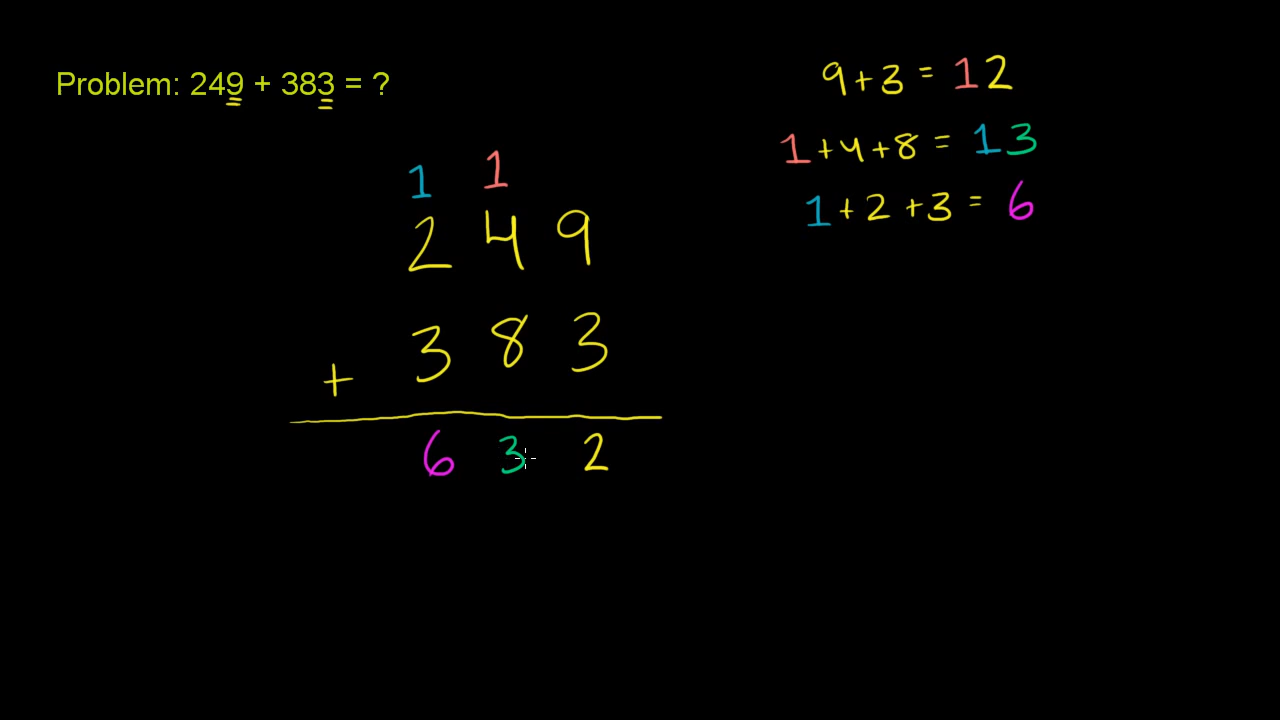 Problem: 249 + 383 = ?
9+3 = 12
1+4+8 = 13
1+2+3 = 6
1 1
2 4 9
+ 3 8 3
6 3 2